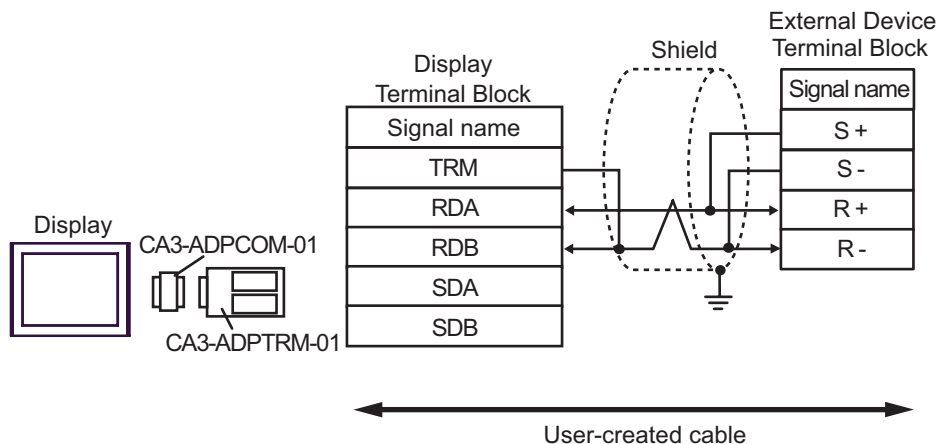 External Device
Terminal Block
Shield
Display
Terminal Block
Signal name
Signal name
S +
TRM
S -
RDA
R +
RDB
R -
SDA
SDB
Display
CA3-ADPCOM-01
CA3-ADPTRM-01
User-created cable